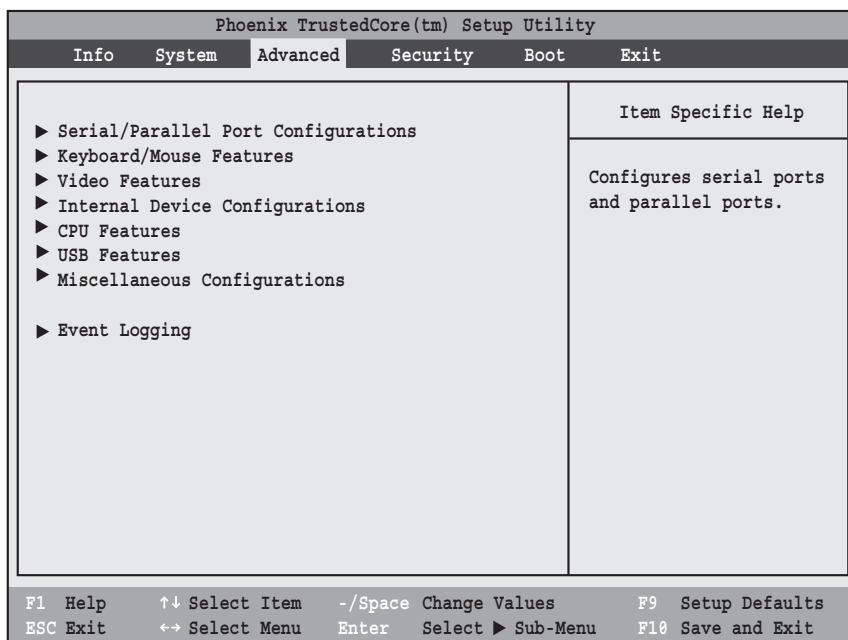 Phoenix TrustedCore(tm) Setup Utility
Info System Advanced Security Boot Exit
▶ Serial/Parallel Port Configurations
▶ Keyboard/Mouse Features
▶ Video Features
▶ Internal Device Configurations
▶ CPU Features
▶ USB Features
▶ Miscellaneous Configurations
▶ Event Logging
Item Specific Help
Configures serial ports
and parallel ports.
F1 Help ↑↓ Select Item -/Space Change Values F9 Setup Defaults
ESC Exit ←→ Select Menu Enter Select ▶ Sub-Menu F10 Save and Exit